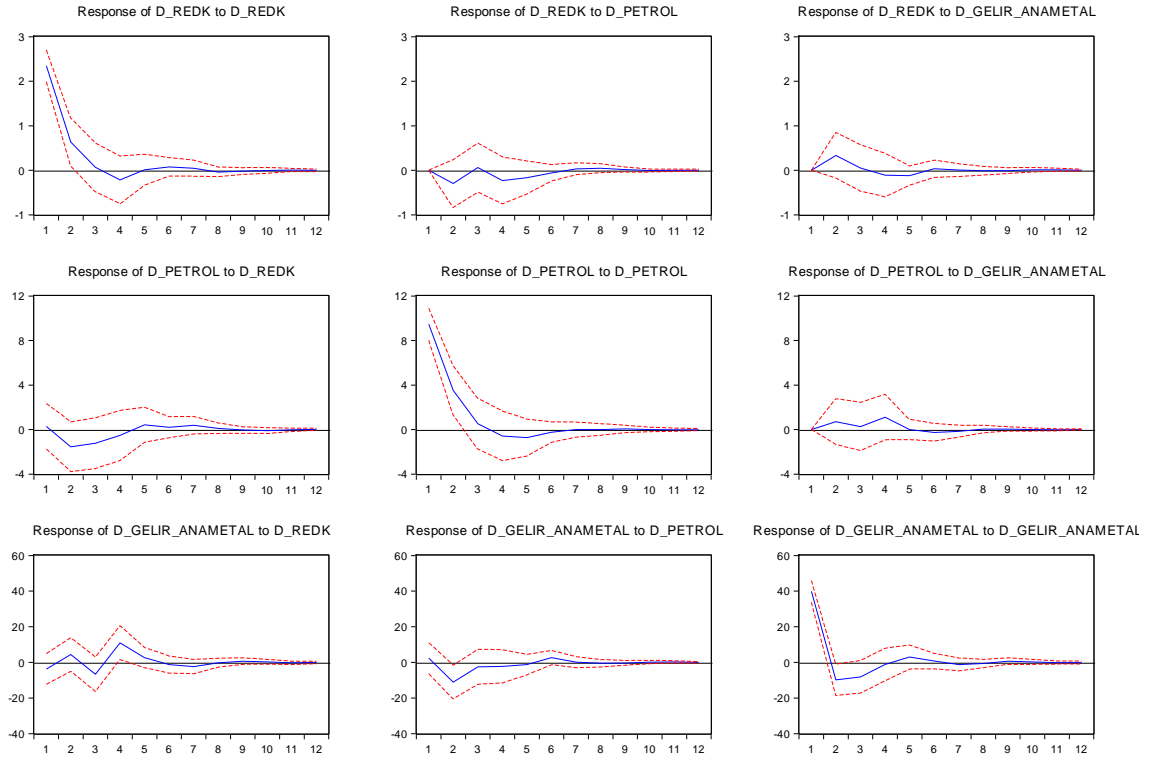 Response of D_REDK to D_REDK
3
2
1
0
-1
1 2 3 4 5 6 7 8 9 10 11 12
Response of D_REDK to D_PETROL
3
2
1
0
-1
1 2 3 4 5 6 7 8 9 10 11 12
Response of D_REDK to D_GELIR_ANAMETAL
3
2
1
0
-1
1 2 3 4 5 6 7 8 9 10 11 12
Response of D_PETROL to D_REDK
12
8
4
0
-4
1 2 3 4 5 6 7 8 9 10 11 12
Response of D_PETROL to D_PETROL
12
8
4
0
-4
1 2 3 4 5 6 7 8 9 10 11 12
Response of D_PETROL to D_GELIR_ANAMETAL
12
8
4
0
-4
1 2 3 4 5 6 7 8 9 10 11 12
Response of D_GELIR_ANAMETAL to D_REDK
60
40
20
0
-20
-40
1 2 3 4 5 6 7 8 9 10 11 12
Response of D_GELIR_ANAMETAL to D_PETROL
60
40
20
0
-20
-40
1 2 3 4 5 6 7 8 9 10 11 12
Response of D_GELIR_ANAMETAL to D_GELIR_ANAMETAL
60
40
20
0
-20
-40
1 2 3 4 5 6 7 8 9 10 11 12